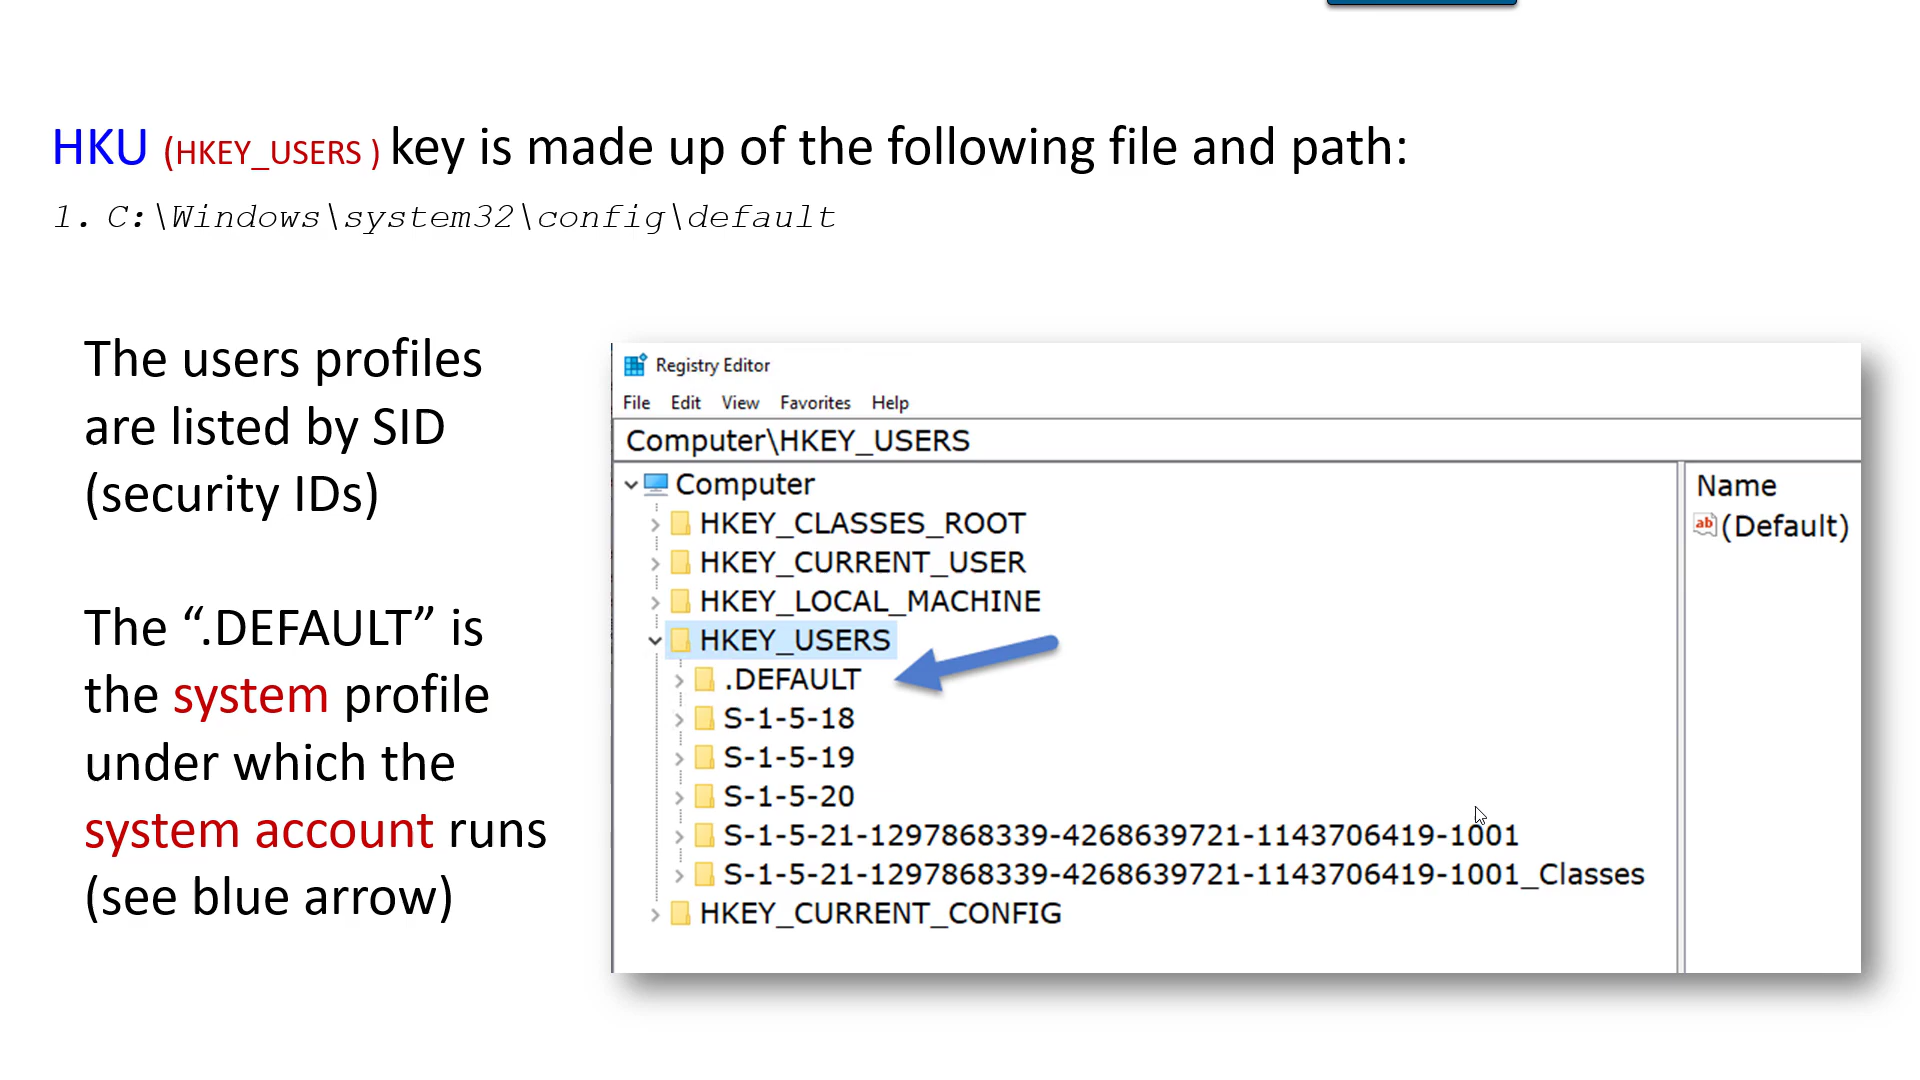 HKU (HKEY_USERS ) key is made up of the following file and path:
1. C:\Windows\system32\config\default
The users profiles
are listed by SID
(security IDs)
The “.DEFAULT” is
the system profile
under which the
system account runs
(see blue arrow)
Registry Editor
File Edit View Favorites Help
Computer\HKEY_USERS
Computer
HKEY_CLASSES_ROOT
HKEY_CURRENT_USER
HKEY_LOCAL_MACHINE
HKEY_USERS
.DEFAULT
S-1-5-18
S-1-5-19
S-1-5-20
S-1-5-21-1297868339-4268639721-1143706419-1001
S-1-5-21-1297868339-4268639721-1143706419-1001_Classes
HKEY_CURRENT_CONFIG
Name
ab (Default)